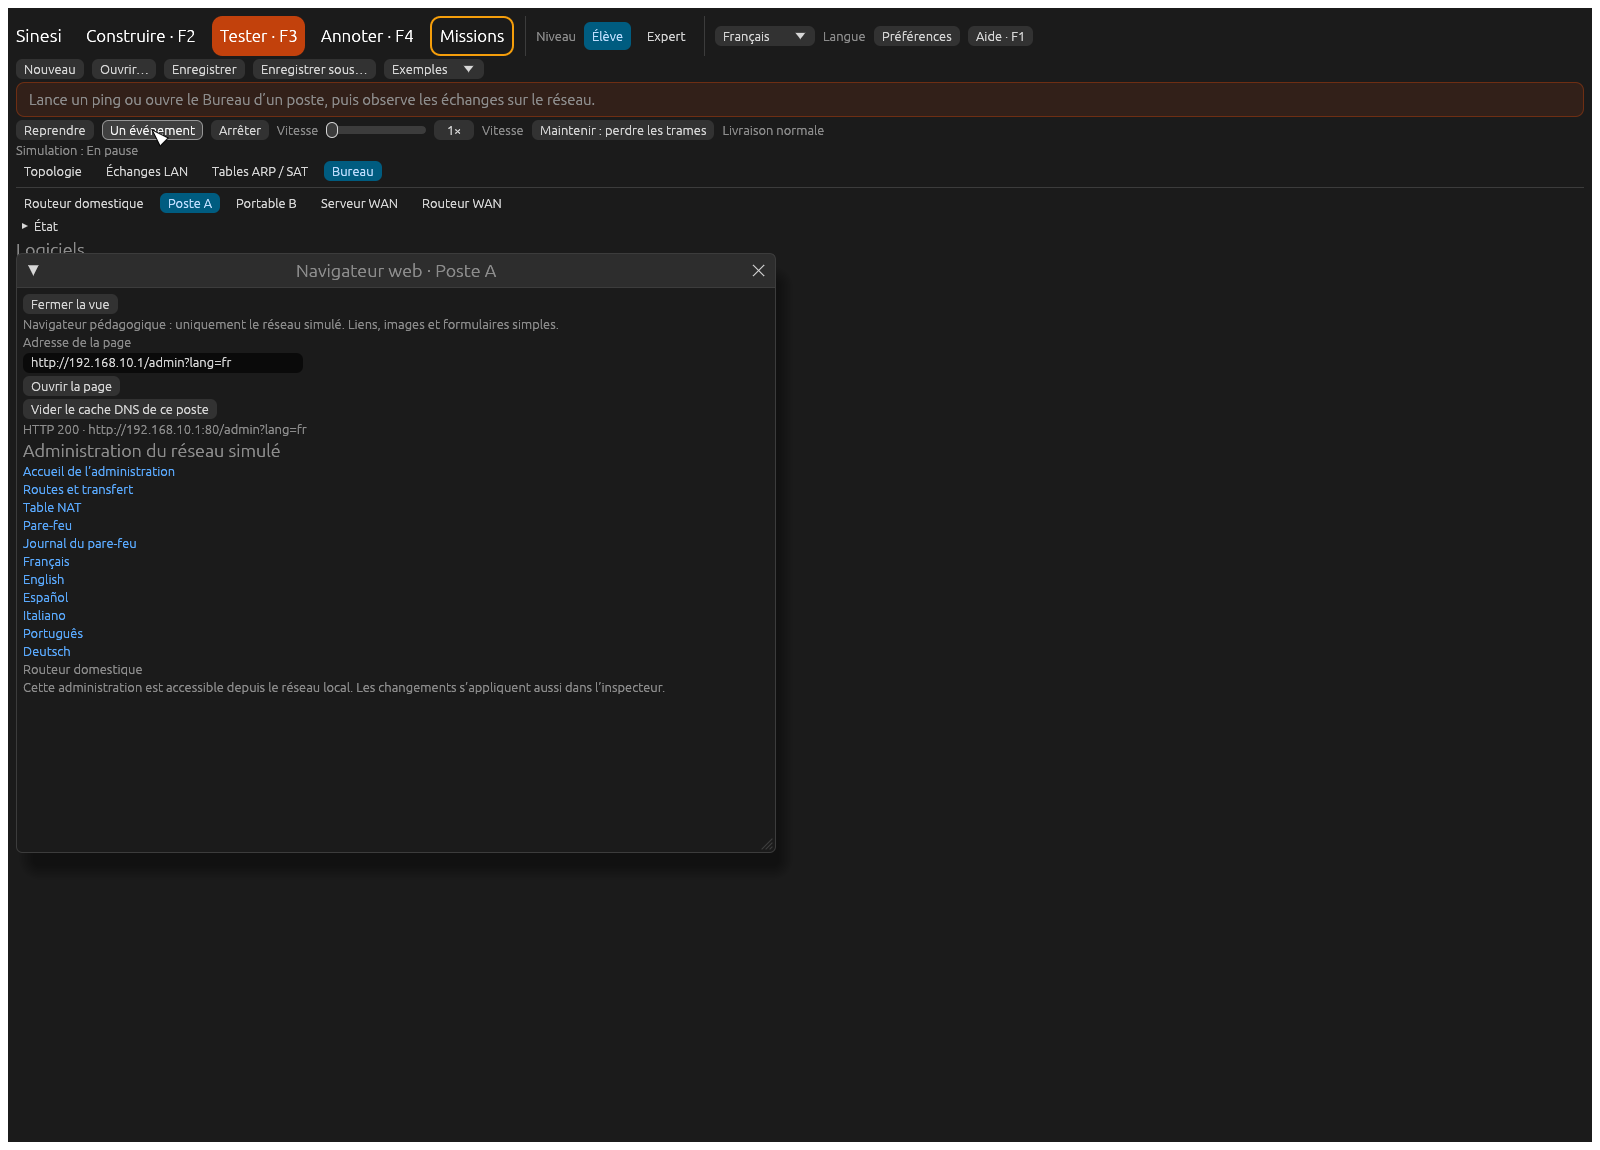 Sinesi Construire · F2 Tester · F3 Annoter · F4 Missions Niveau Élève Expert Français Langue Préférences Aide · F1
Nouveau Ouvrir… Enregistrer Enregistrer sous… Exemples
Lance un ping ou ouvre le Bureau d’un poste, puis observe les échanges sur le réseau.
Reprendre Un événement Arrêter Vitesse 1× Vitesse Maintenir : perdre les trames Livraison normale
Simulation : En pause
Topologie Échanges LAN Tables ARP / SAT Bureau
Routeur domestique Poste A Portable B Serveur WAN Routeur WAN
État
Logiciels
Navigateur web · Poste A
Fermer la vue
Navigateur pédagogique : uniquement le réseau simulé. Liens, images et formulaires simples.
Adresse de la page
http://192.168.10.1/admin?lang=fr
Ouvrir la page
Vider le cache DNS de ce poste
HTTP 200 · http://192.168.10.1:80/admin?lang=fr
Administration du réseau simulé
Accueil de l’administration
Routes et transfert
Table NAT
Pare-feu
Journal du pare-feu
Français
English
Español
Italiano
Português
Deutsch
Routeur domestique
Cette administration est accessible depuis le réseau local. Les changements s’appliquent aussi dans l’inspecteur.